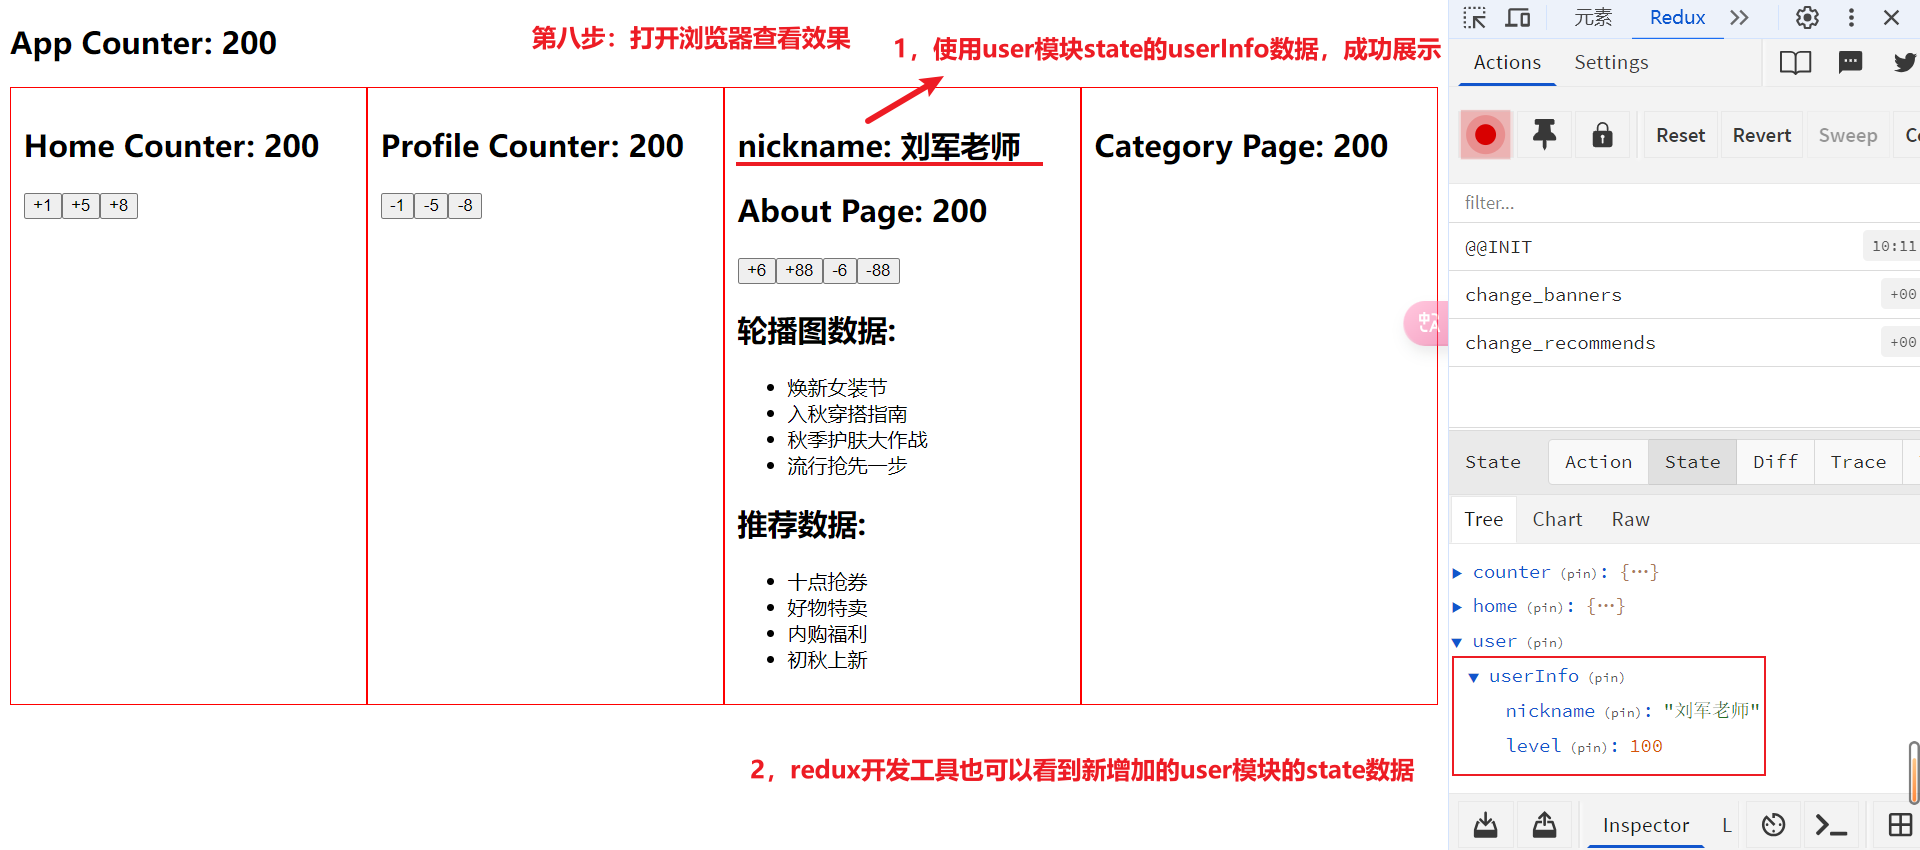 App Counter: 200
第八步：打开浏览器查看效果
1，使用user模块state的userInfo数据，成功展示
Home Counter: 200
+1 +5 +8
Profile Counter: 200
-1 -5 -8
nickname: 刘军老师
About Page: 200
+6 +88 -6 -88
轮播图数据:
焕新女装节
入秋穿搭指南
秋季护肤大作战
流行抢先一步
推荐数据:
十点抢券
好物特卖
内购福利
初秋上新
Category Page: 200
2，redux开发工具也可以看到新增加的user模块的state数据
中 A
元素 Redux
Actions Settings
Reset Revert Sweep Co
filter...
@@INIT 10:11
change_banners +00
change_recommends +00
State Action State Diff Trace
Tree Chart Raw
counter (pin): {…}
home (pin): {…}
user (pin)
userInfo (pin)
nickname (pin): "刘军老师"
level (pin): 100
Inspector L